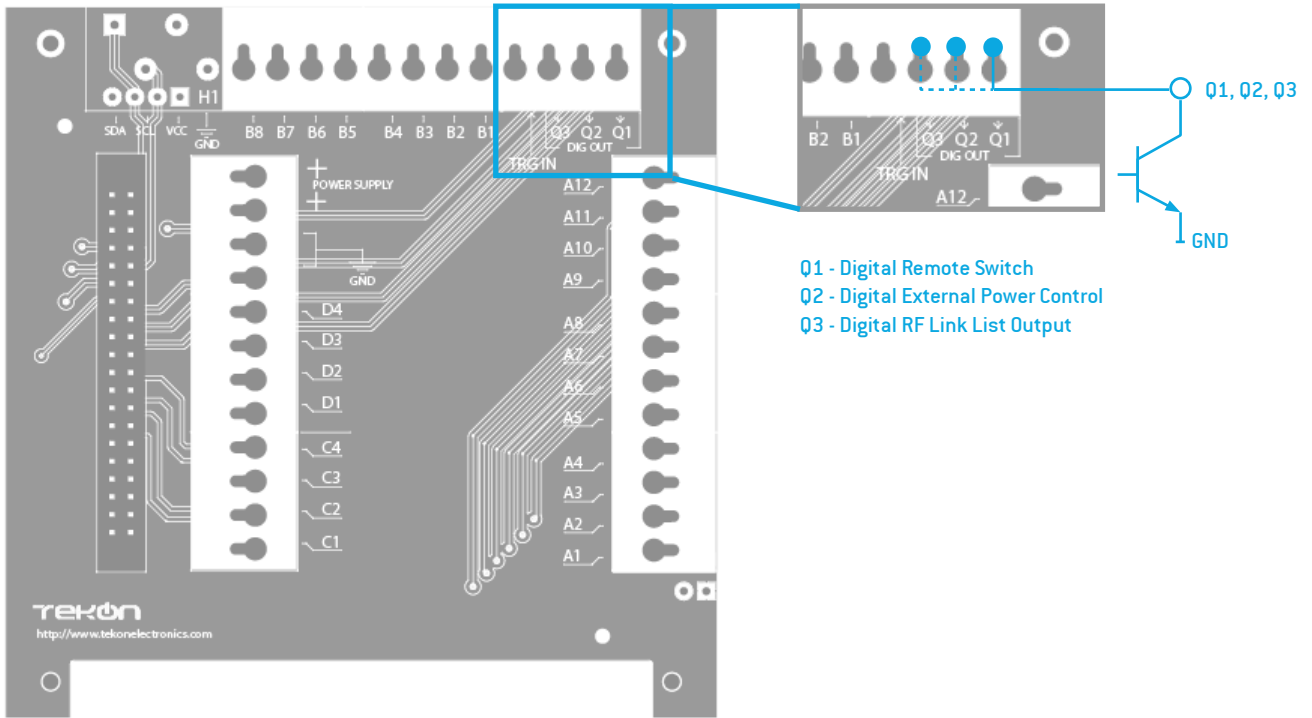 H1
SDA SCL VCC GND B8 B7 B6 B5 B4 B3 B2 B1 Q3 Q2 Q1
DIG OUT
TRG IN
POWER SUPPLY
GND
D4
D3
D2
D1
C4
C3
C2
C1
A12
A11
A10
A9
A8
A7
A6
A5
A4
A3
A2
A1
TEKON
http://www.tekonelectronics.com
B2 B1 Q3 Q2 Q1
DIG OUT
TRG IN
A12
Q1, Q2, Q3
GND
Q1 - Digital Remote Switch
Q2 - Digital External Power Control
Q3 - Digital RF Link List Output